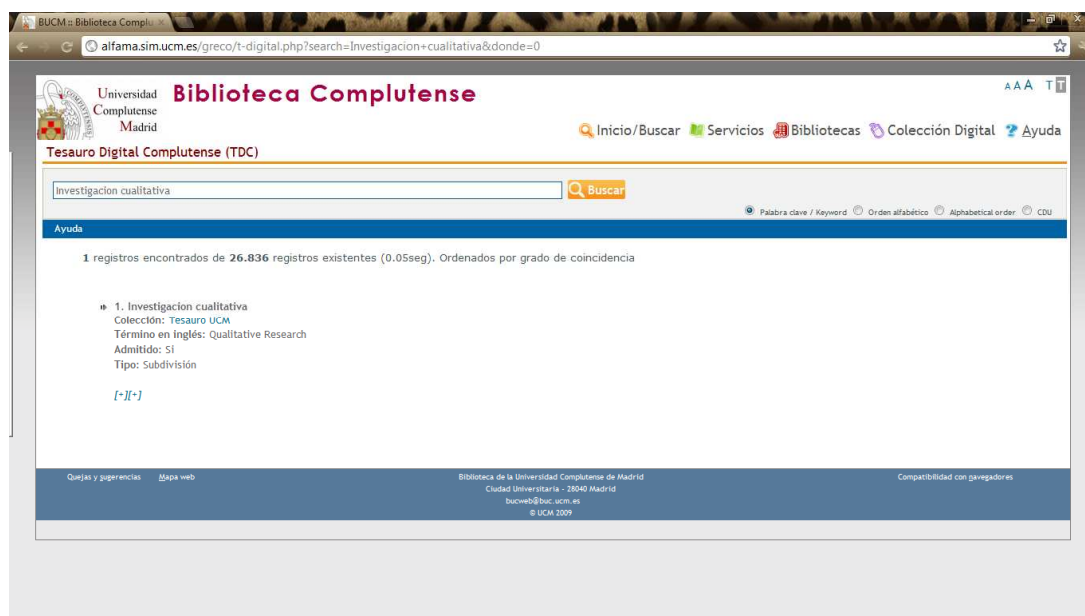 BUCM :: Biblioteca Complu
alfama.sim.ucm.es/greco/t-digital.php?search=Investigacion+cualitativa&donde=0
Universidad
Complutense
Madrid
Biblioteca Complutense
A A A T T
Inicio/Buscar Servicios Bibliotecas Colección Digital Ayuda
Tesauro Digital Complutense (TDC)
Investigacion cualitativa
Buscar
Palabra clave / Keyword Orden alfabético Alphabetical order CDU
Ayuda
1 registros encontrados de 26.836 registros existentes (0.05seg). Ordenados por grado de coincidencia
1. Investigacion cualitativa
Colección: Tesauro UCM
Término en inglés: Qualitative Research
Admitido: Si
Tipo: Subdivisión
[+][+]
Quejas y sugerencias Mapa web
Biblioteca de la Universidad Complutense de Madrid
Ciudad Universitaria - 28040 Madrid
bucweb@buc.ucm.es
© UCM 2009
Compatibilidad con navegadores